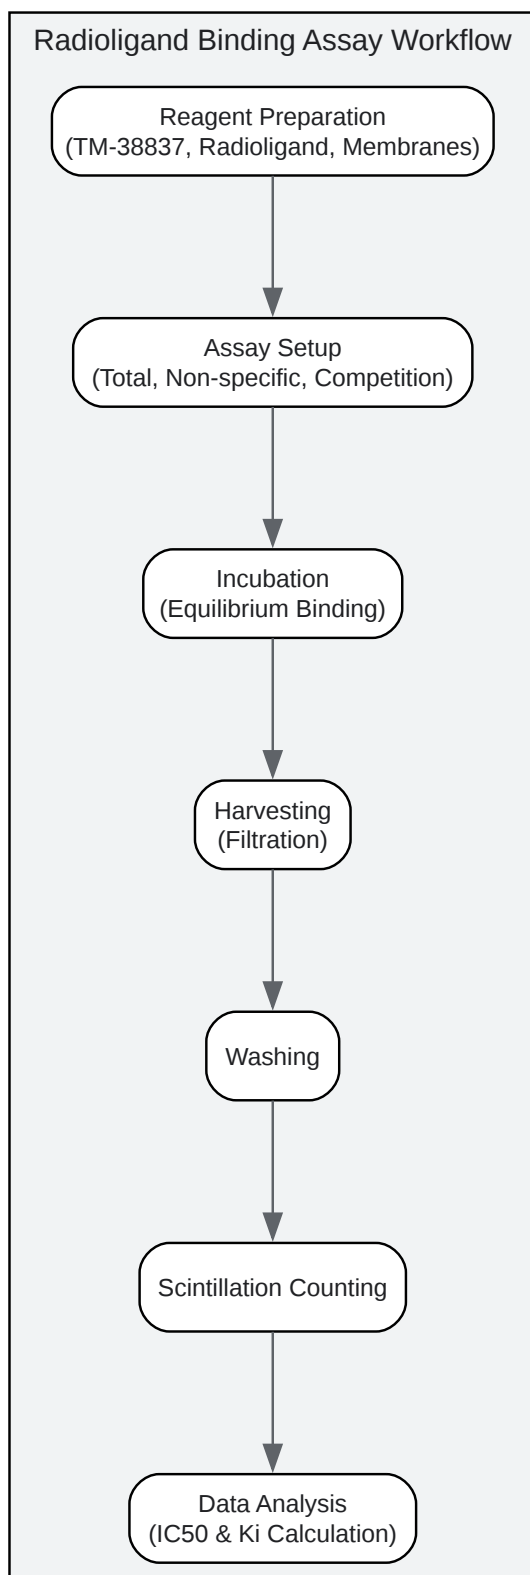 Radioligand Binding Assay Workflow
Reagent Preparation
(TM-38837, Radioligand, Membranes)
Assay Setup
(Total, Non-specific, Competition)
Incubation
(Equilibrium Binding)
Harvesting
(Filtration)
Washing
Scintillation Counting
Data Analysis
(IC50 & Ki Calculation)